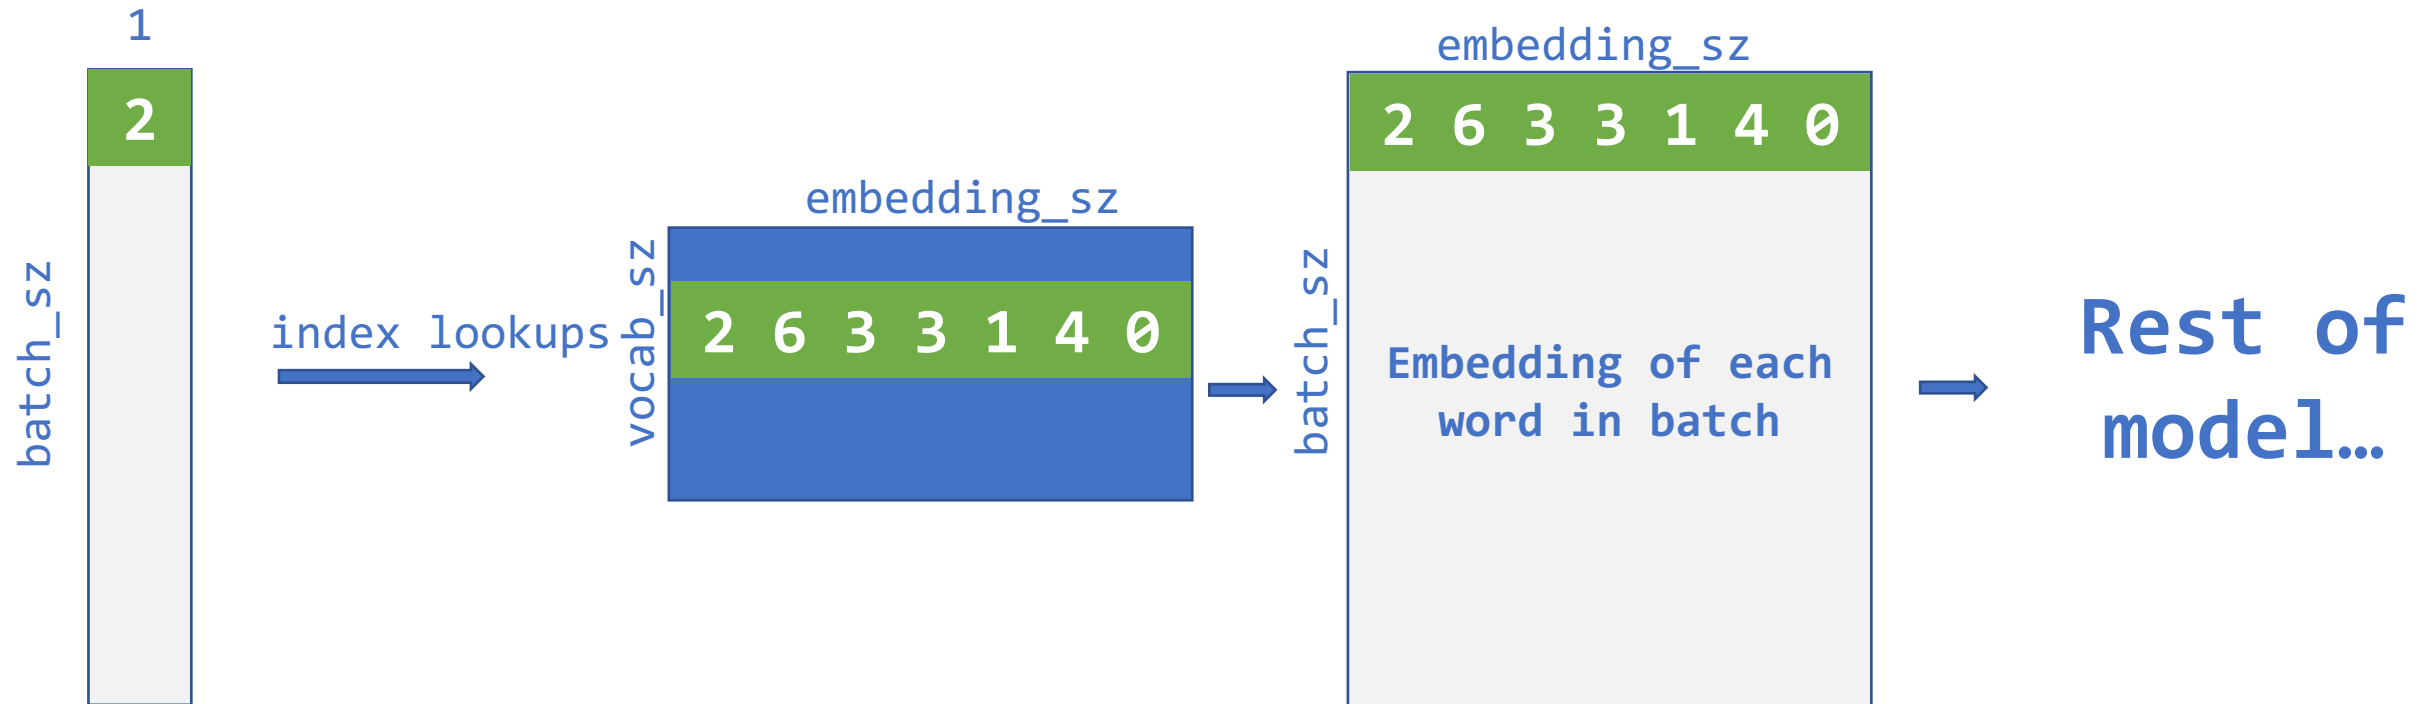 1
2
batch_sz
index lookups
embedding_sz
vocab_sz
2 6 3 3 1 4 0
embedding_sz
batch_sz
2 6 3 3 1 4 0
Embedding of each
word in batch
Rest of
model…